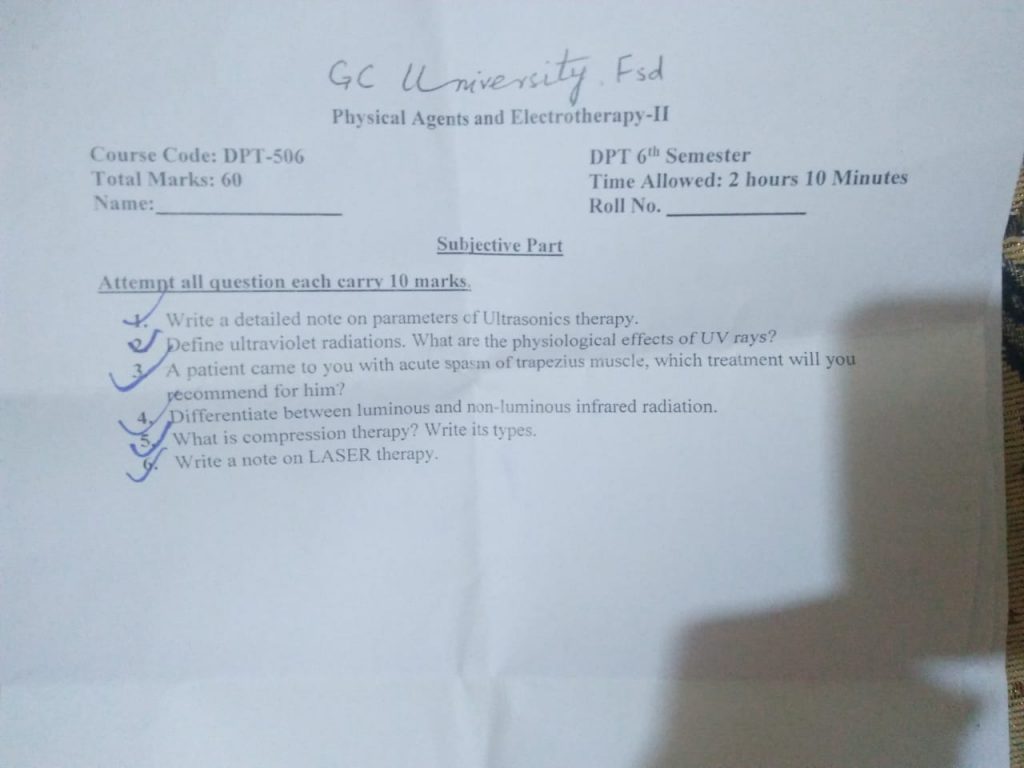 GC University. Fsd
Physical Agents and Electrotherapy-II
Course Code: DPT-506
Total Marks: 60
Name:
DPT 6th Semester
Time Allowed: 2 hours 10 Minutes
Roll No.
Subjective Part
Attempt all question each carry 10 marks.
1. Write a detailed note on parameters of Ultrasonics therapy.
2. Define ultraviolet radiations. What are the physiological effects of UV rays?
3. A patient came to you with acute spasm of trapezius muscle, which treatment will you
recommend for him?
4. Differentiate between luminous and non-luminous infrared radiation.
5. What is compression therapy? Write its types.
6. Write a note on LASER therapy.